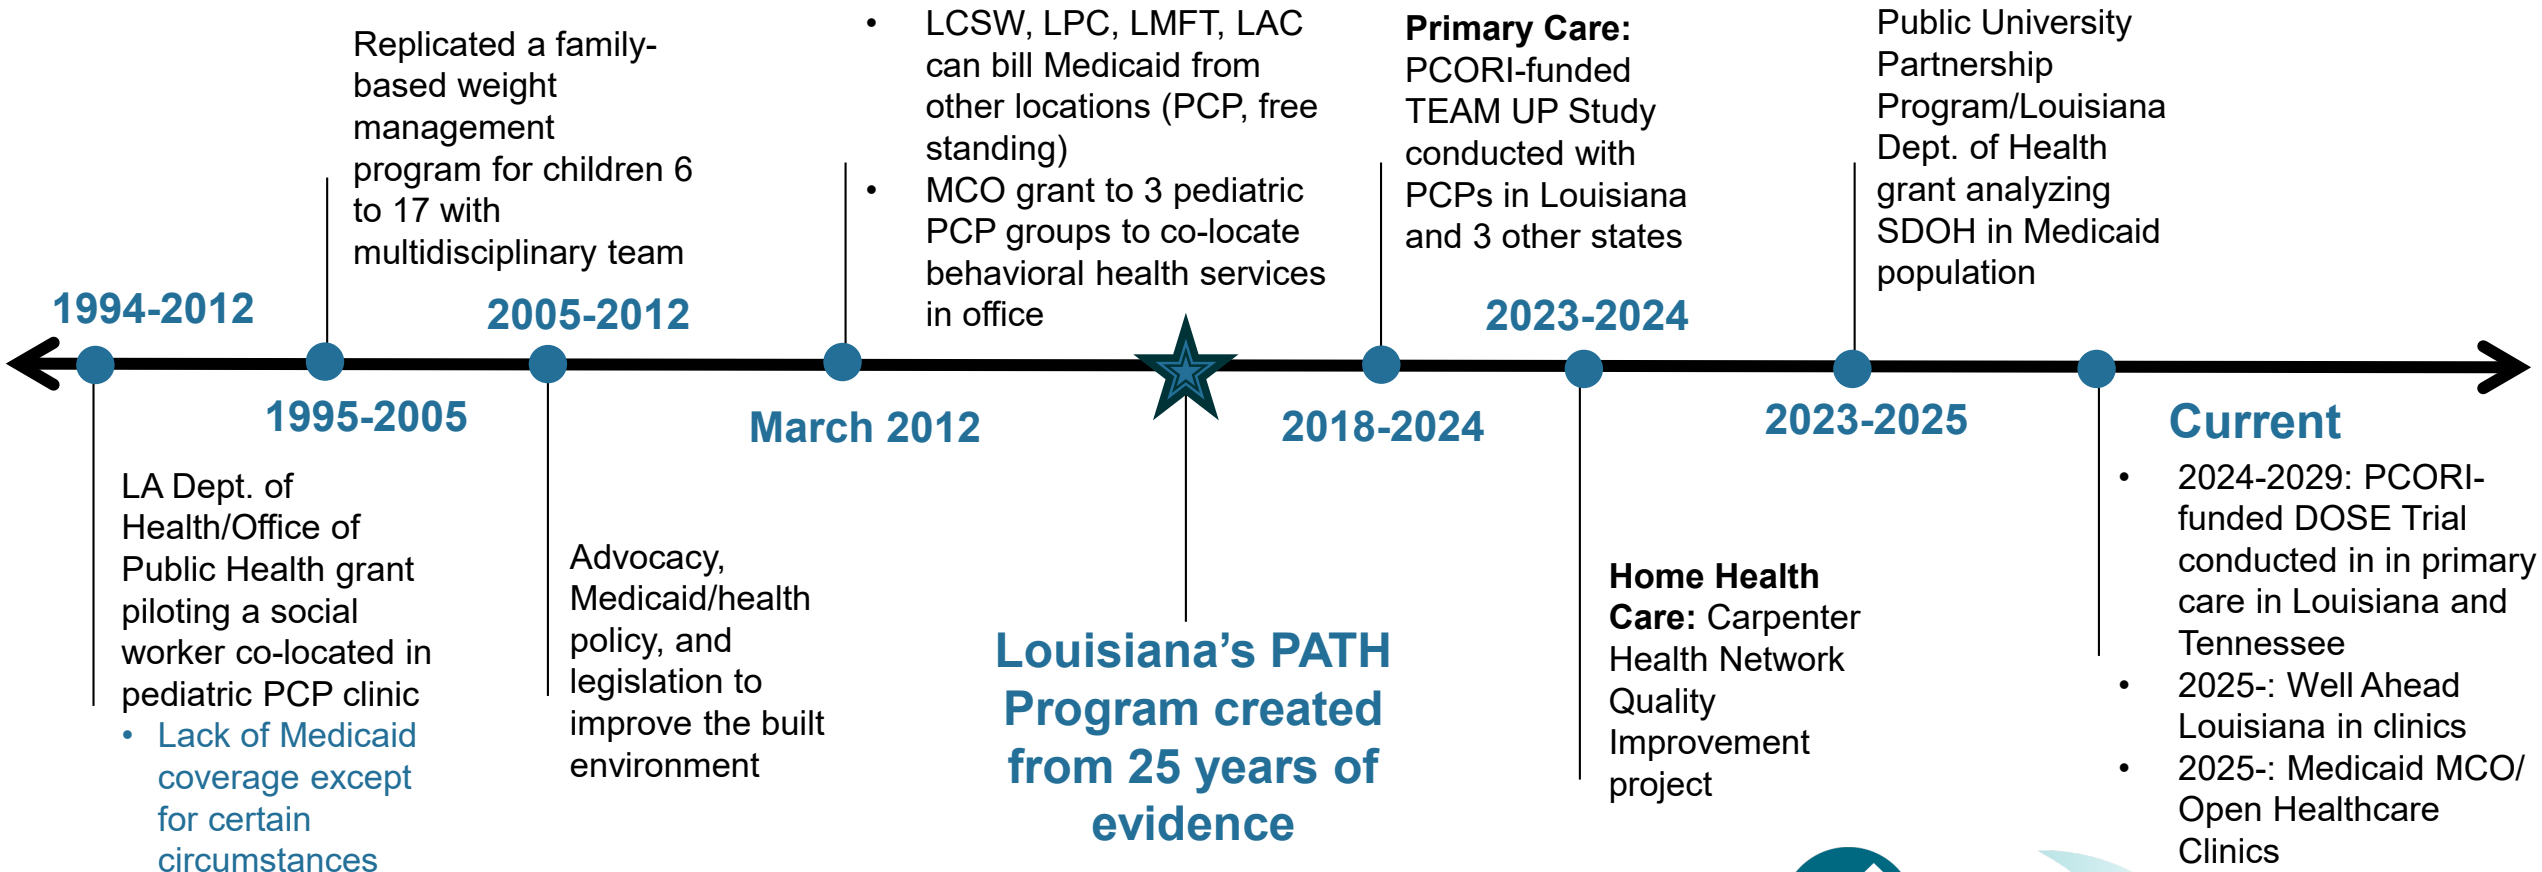 1994-2012
LA Dept. of
Health/Office of
Public Health grant
piloting a social
worker co-located in
pediatric PCP clinic
• Lack of Medicaid
coverage except
for certain
circumstances
Replicated a family-
based weight
management
program for children 6
to 17 with
multidisciplinary team
1995-2005
2005-2012
Advocacy,
Medicaid/health
policy, and
legislation to
improve the built
environment
• LCSW, LPC, LMFT, LAC
can bill Medicaid from
other locations (PCP, free
standing)
• MCO grant to 3 pediatric
PCP groups to co-locate
behavioral health services
in office
March 2012
Louisiana’s PATH
Program created
from 25 years of
evidence
Primary Care:
PCORI-funded
TEAM UP Study
conducted with
PCPs in Louisiana
and 3 other states
2018-2024
2023-2024
Home Health
Care: Carpenter
Health Network
Quality
Improvement
project
Public University
Partnership
Program/Louisiana
Dept. of Health
grant analyzing
SDOH in Medicaid
population
2023-2025
Current
• 2024-2029: PCORI-
funded DOSE Trial
conducted in in primary
care in Louisiana and
Tennessee
• 2025-: Well Ahead
Louisiana in clinics
• 2025-: Medicaid MCO/
Open Healthcare
Clinics